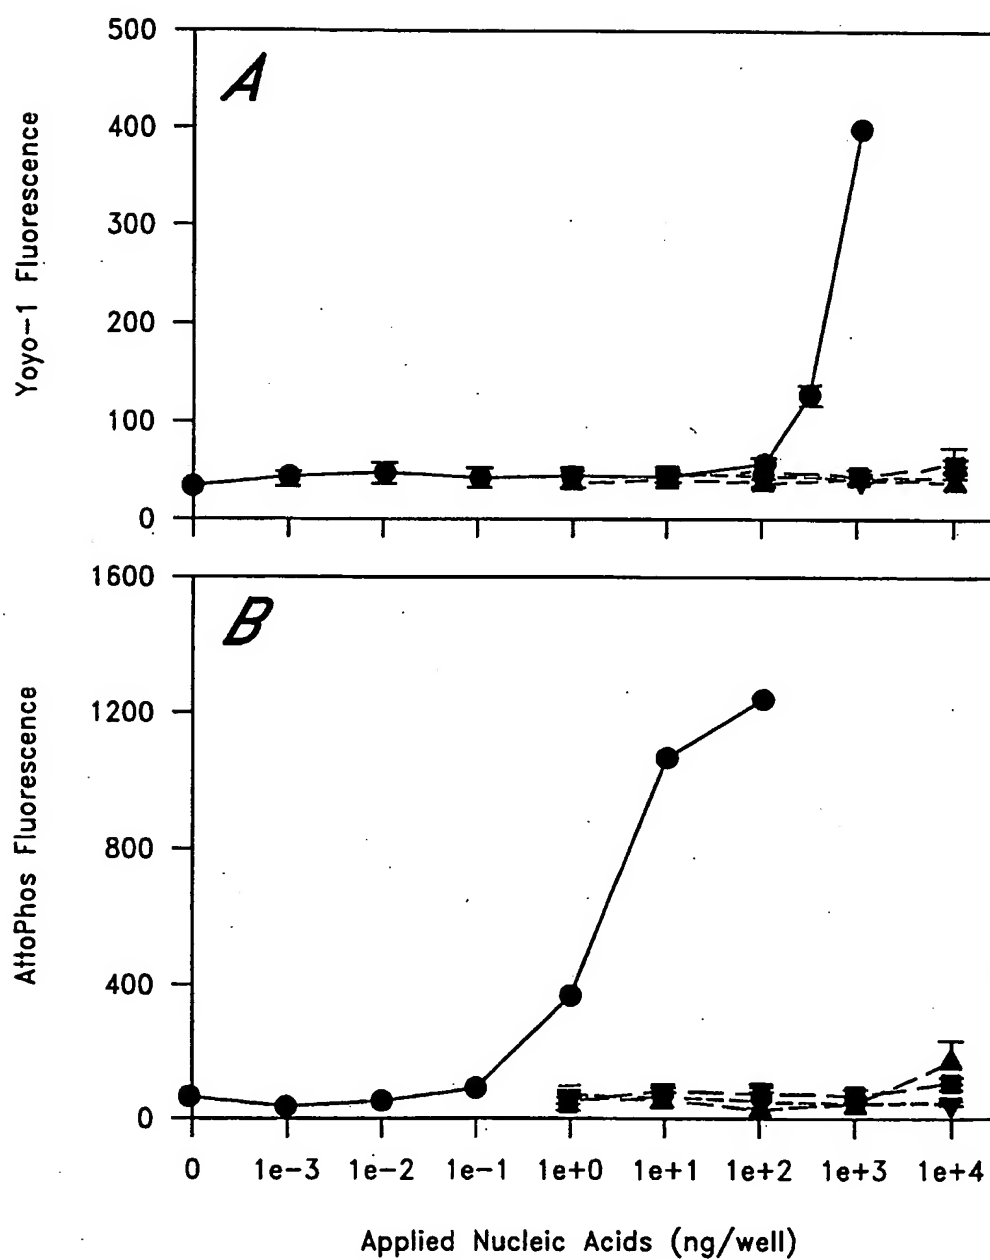 A
500
400
300
200
100
0
Yoyo-1 Fluorescence
B
1600
1200
800
400
0
AttoPhos Fluorescence
0 1e-3 1e-2 1e-1 1e+0 1e+1 1e+2 1e+3 1e+4
Applied Nucleic Acids (ng/well)